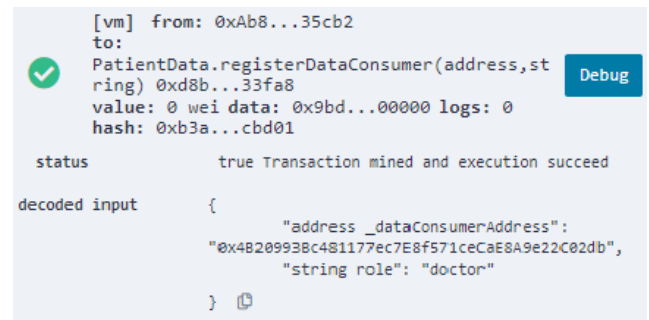 [vm] from: 0xAb8...35cb2
to:
PatientData.registerDataConsumer(address,st
ring) 0xd8b...33fa8
value: 0 wei data: 0x9bd...00000 logs: 0
hash: 0xb3a...cbd01
Debug
status true Transaction mined and execution succeed
decoded input {
"address _dataConsumerAddress":
"0x4B20993Bc481177ec7E8f571ceCaE8A9e22C02db",
"string role": "doctor"
}